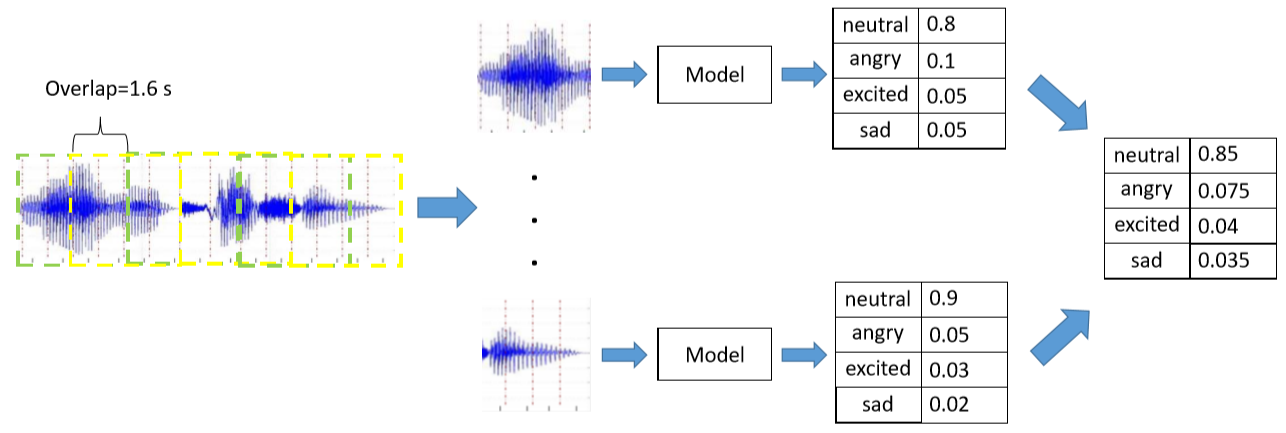 Overlap=1.6 s
Model
neutral 0.8
angry 0.1
excited 0.05
sad 0.05
neutral 0.85
angry 0.075
excited 0.04
sad 0.035
Model
neutral 0.9
angry 0.05
excited 0.03
sad 0.02